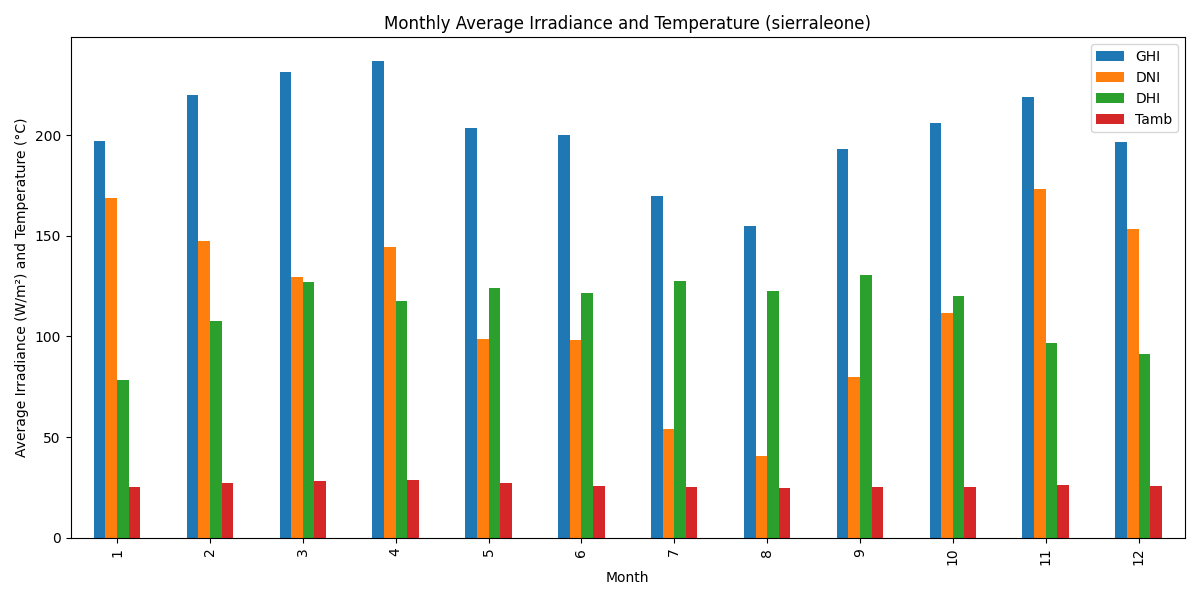 Monthly Average Irradiance and Temperature (sierraleone)
GHI
DNI
DHI
Tamb
Average Irradiance (W/m²) and Temperature (°C)
200
150
100
50
0
1 2 3 4 5 6 7 8 9 10 11 12
Month